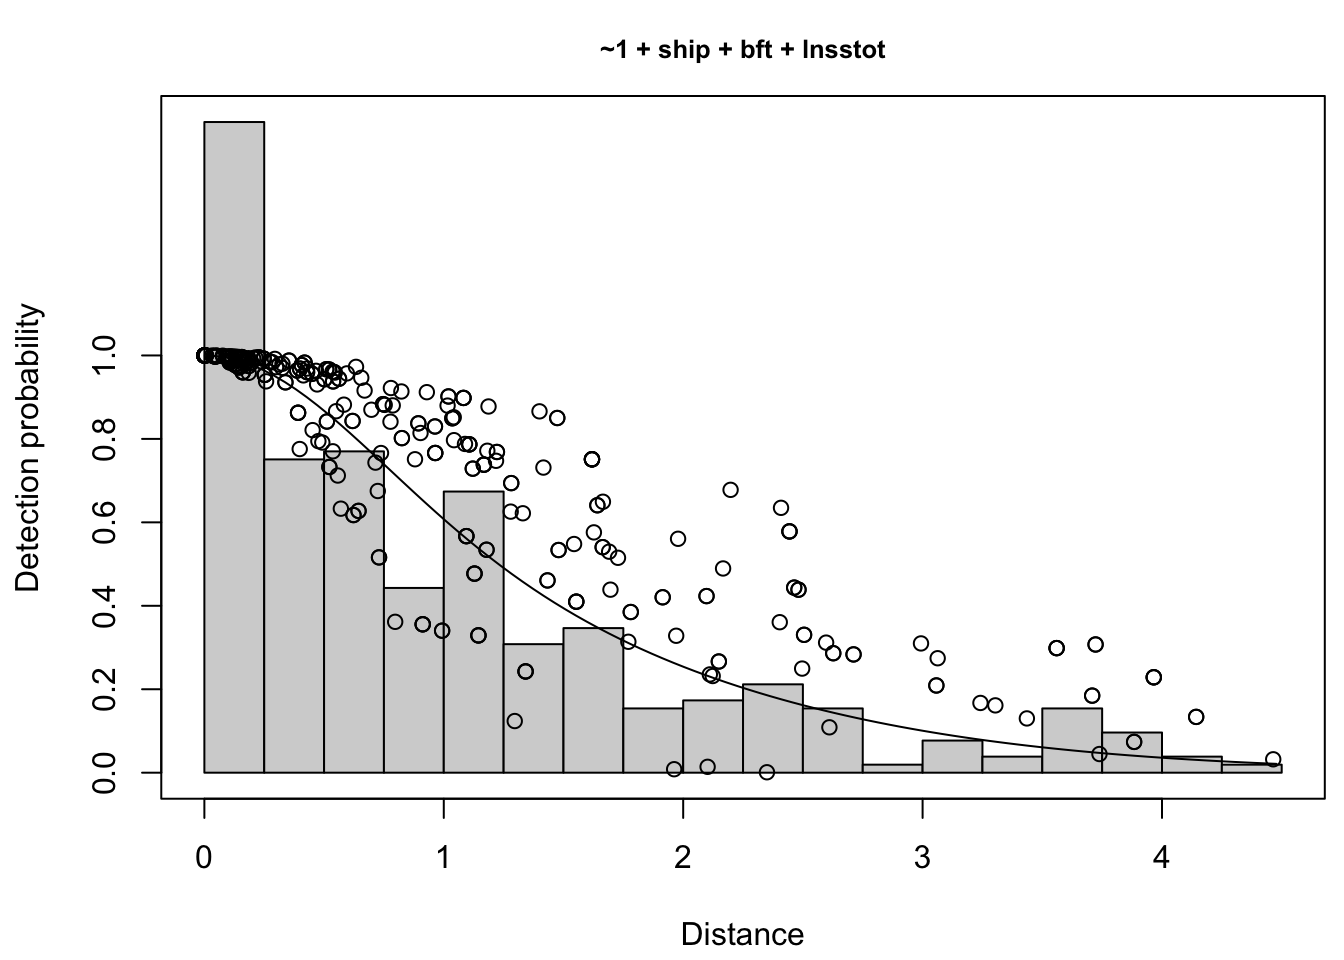 ~1 + ship + bft + lnsstot
Detection probability
1.0
0.8
0.6
0.4
0.2
0.0
0 1 2 3 4
Distance